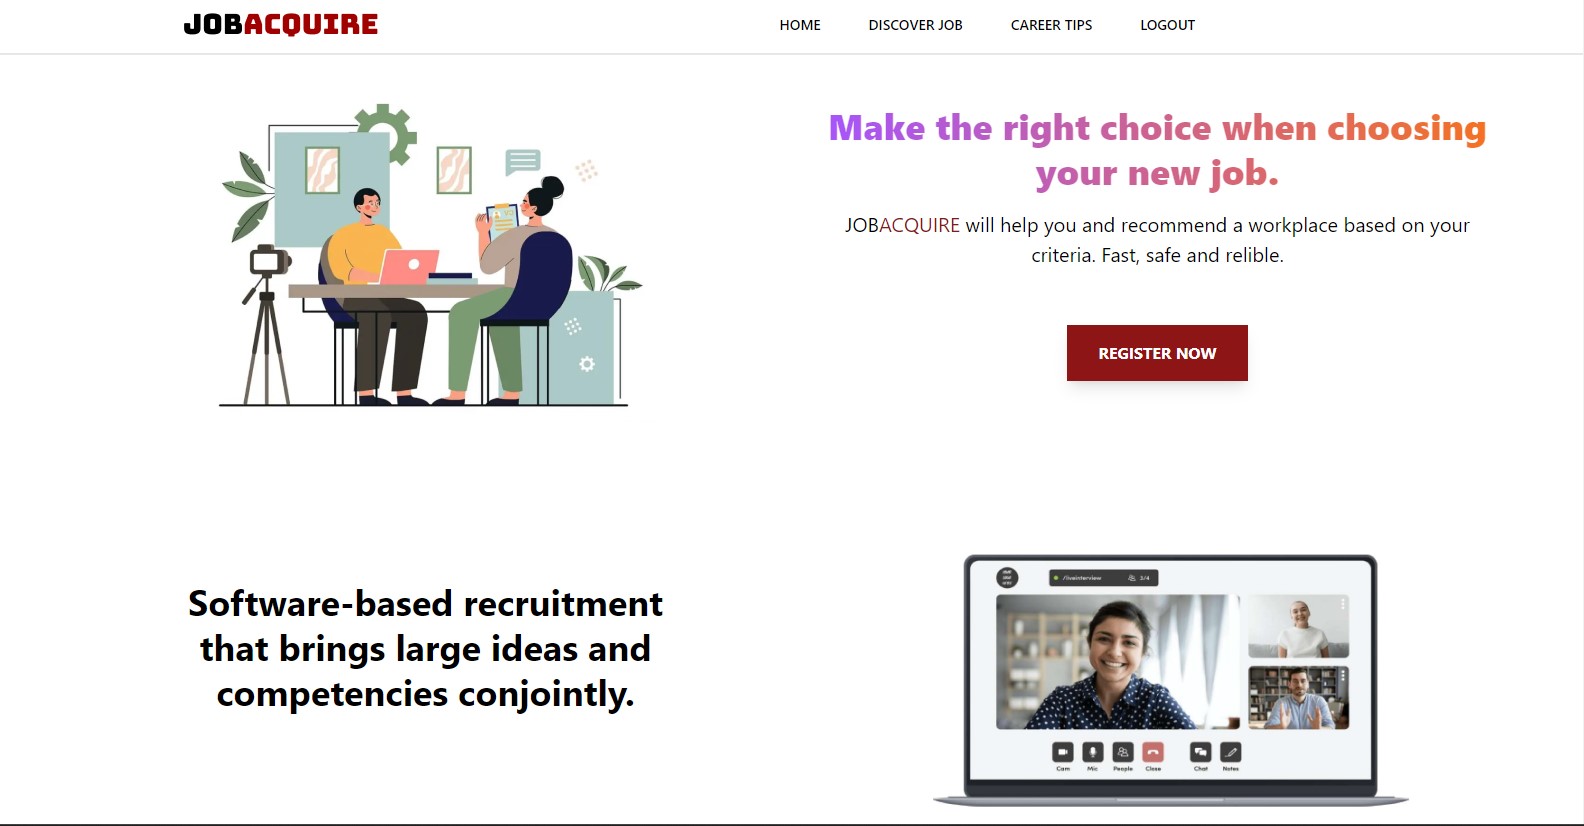 JOBACQUIRE
HOME DISCOVER JOB CAREER TIPS LOGOUT
Make the right choice when choosing
your new job.
JOBACQUIRE will help you and recommend a workplace based on your
criteria. Fast, safe and relible.
REGISTER NOW
Software-based recruitment
that brings large ideas and
competencies conjointly.
/liveinterview 3/4
Cam Mic People Close Chat Notes